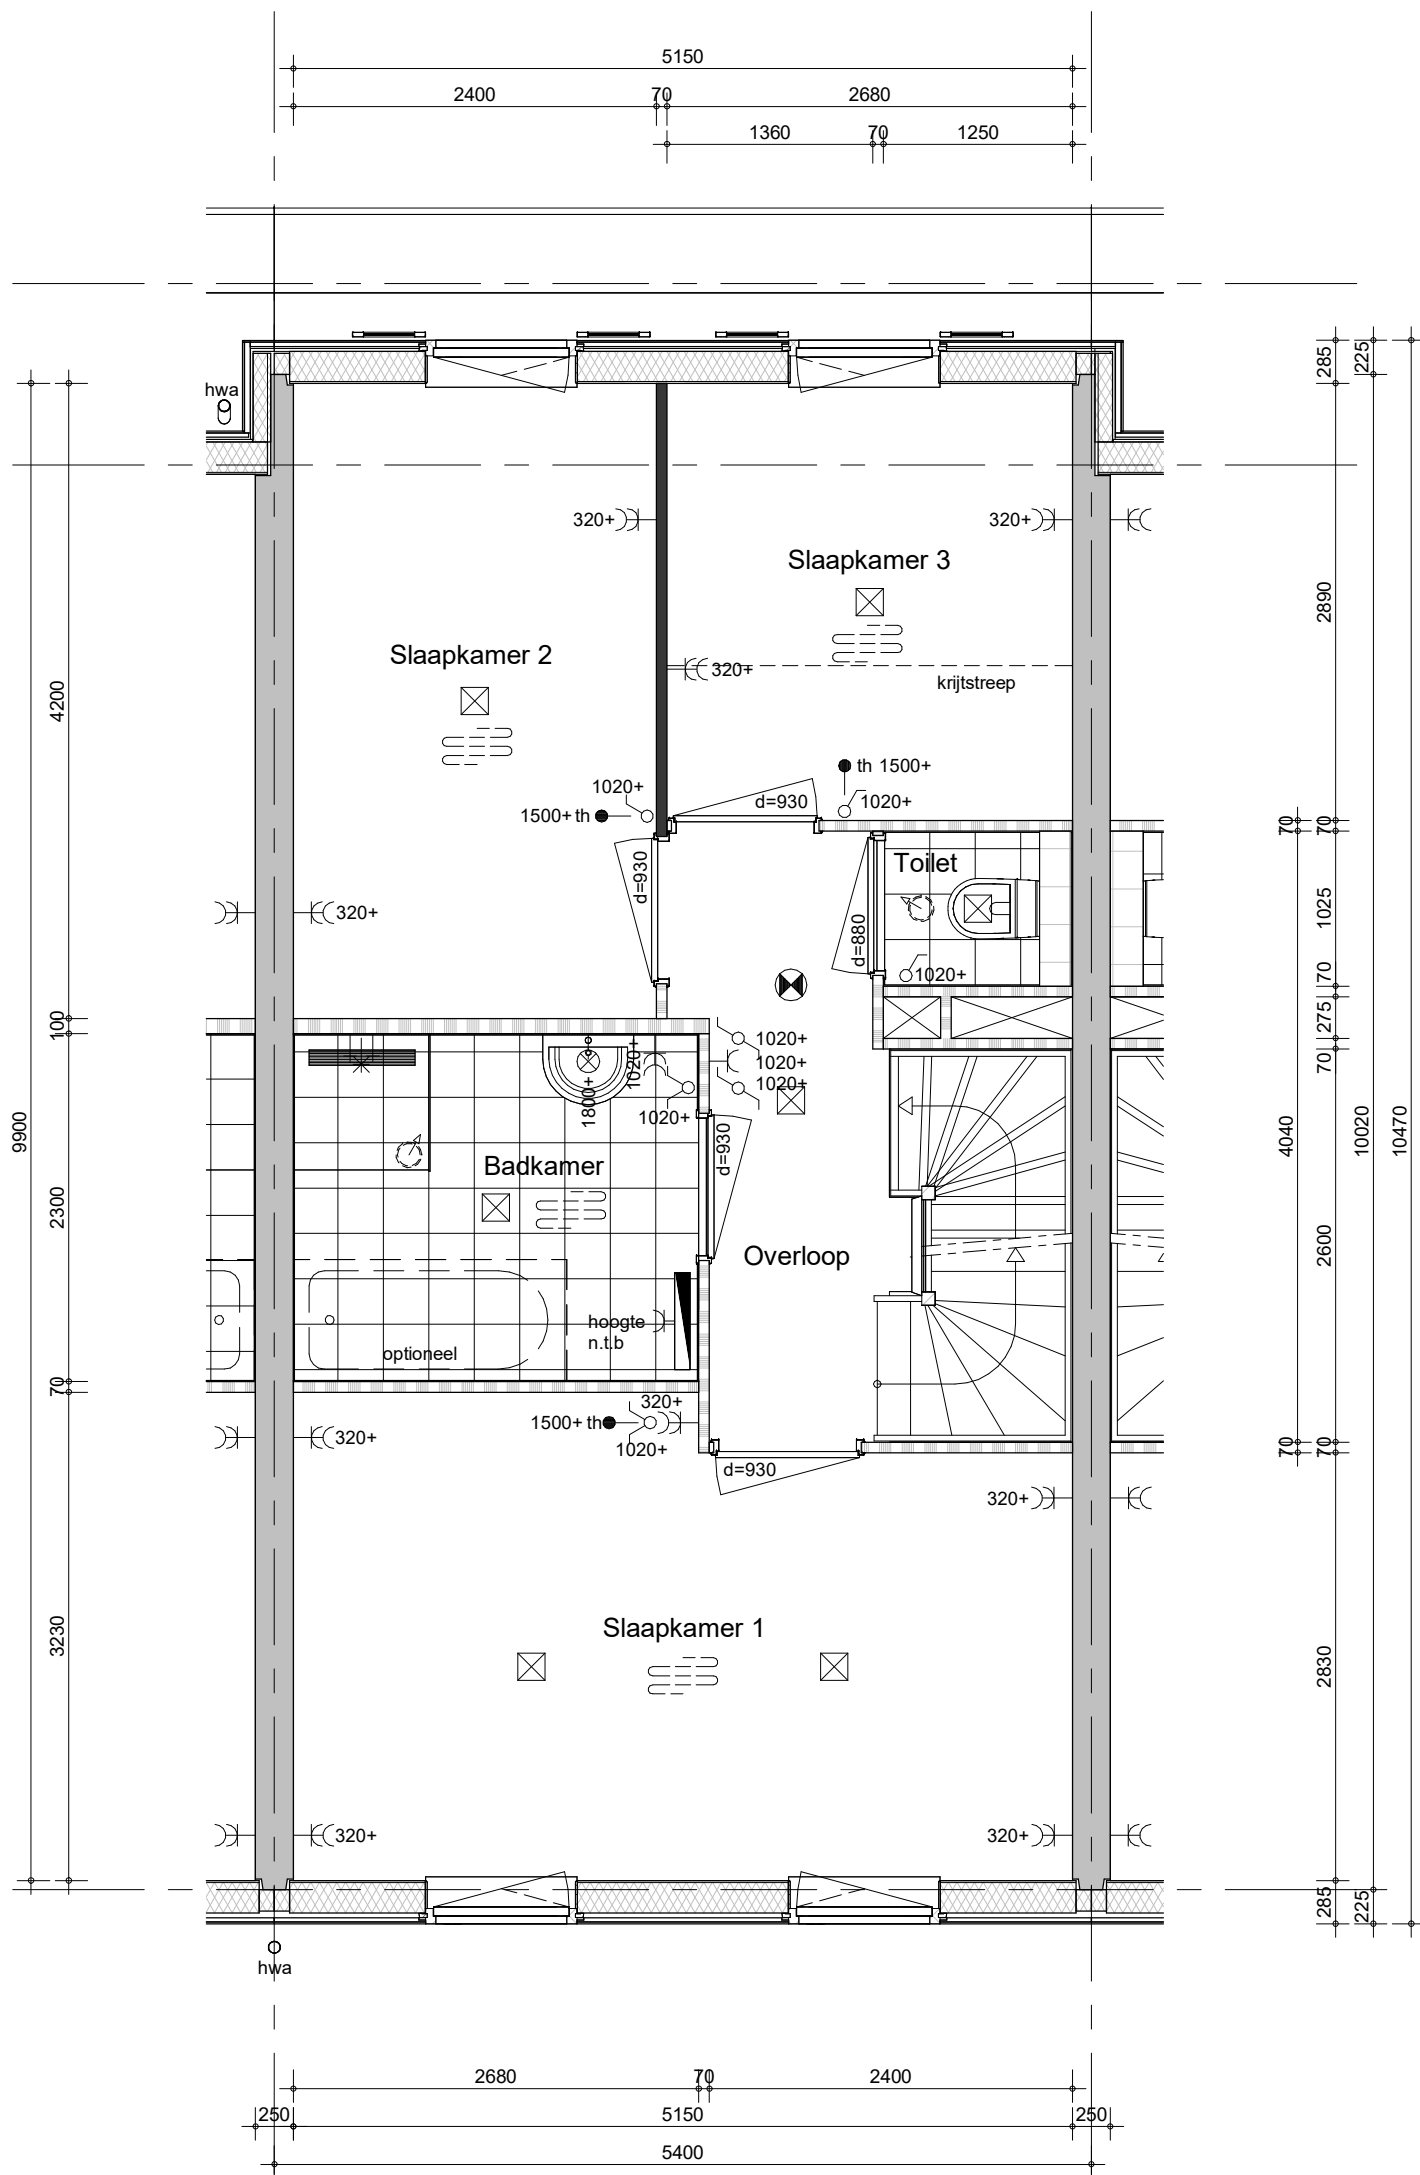 5150
2400
70
2680
1360
70
1250
hwa
285
225
320+
320+
Slaapkamer 3
2890
Slaapkamer 2
320+
krijtstreep
4200
th 1500+
1020+
d=930
1020+
1500+ th
70
70
Toilet
d=930
1025
320+
d=880
1020+
70
100
275
1020+
1020+
1020+
1020+
1800+
1020+
70
9900
4040
10020
10470
d=930
Badkamer
2300
Overloop
2600
hoogte
n.t.b
optioneel
70
320+
1500+ th
1020+
320+
70
70
d=930
320+
Slaapkamer 1
3230
2830
320+
320+
285
225
hwa
2680
70
2400
250
5150
250
5400